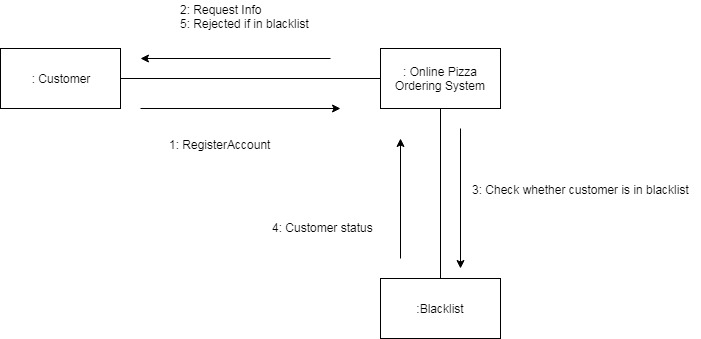 2: Request Info
5: Rejected if in blacklist
: Customer
: Online Pizza
Ordering System
1: RegisterAccount
3: Check whether customer is in blacklist
4: Customer status
:Blacklist